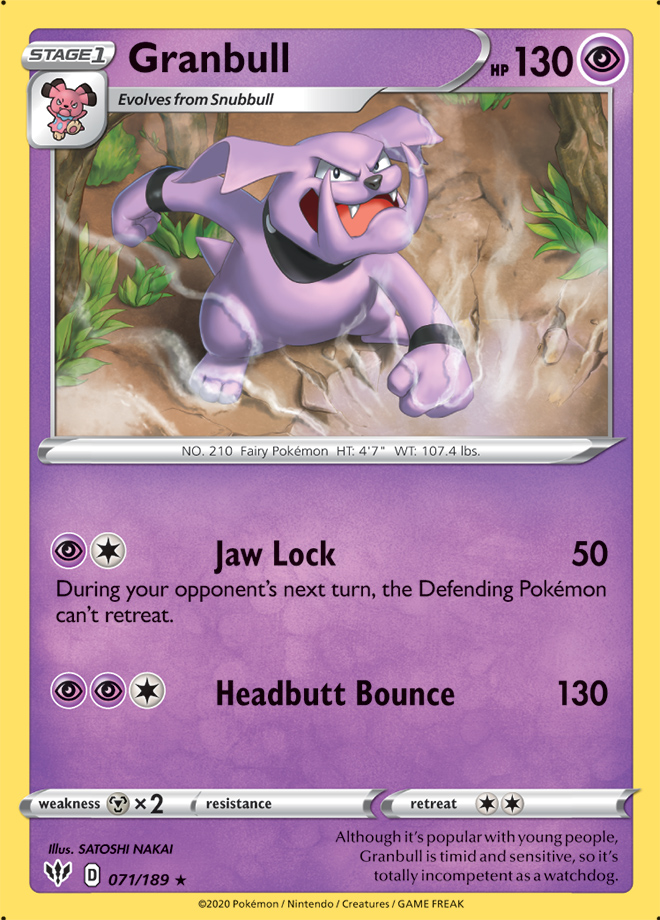 STAGE 1
Granbull
HP 130
Evolves from Snubbull
NO. 210 Fairy Pokémon HT: 4'7" WT: 107.4 lbs.
Jaw Lock 50
During your opponent's next turn, the Defending Pokémon
can't retreat.
Headbutt Bounce 130
weakness ×2 resistance retreat
Illus. SATOSHI NAKAI
D 071/189 ★
Although it's popular with young people,
Granbull is timid and sensitive, so it's
totally incompetent as a watchdog.
©2020 Pokémon / Nintendo / Creatures / GAME FREAK